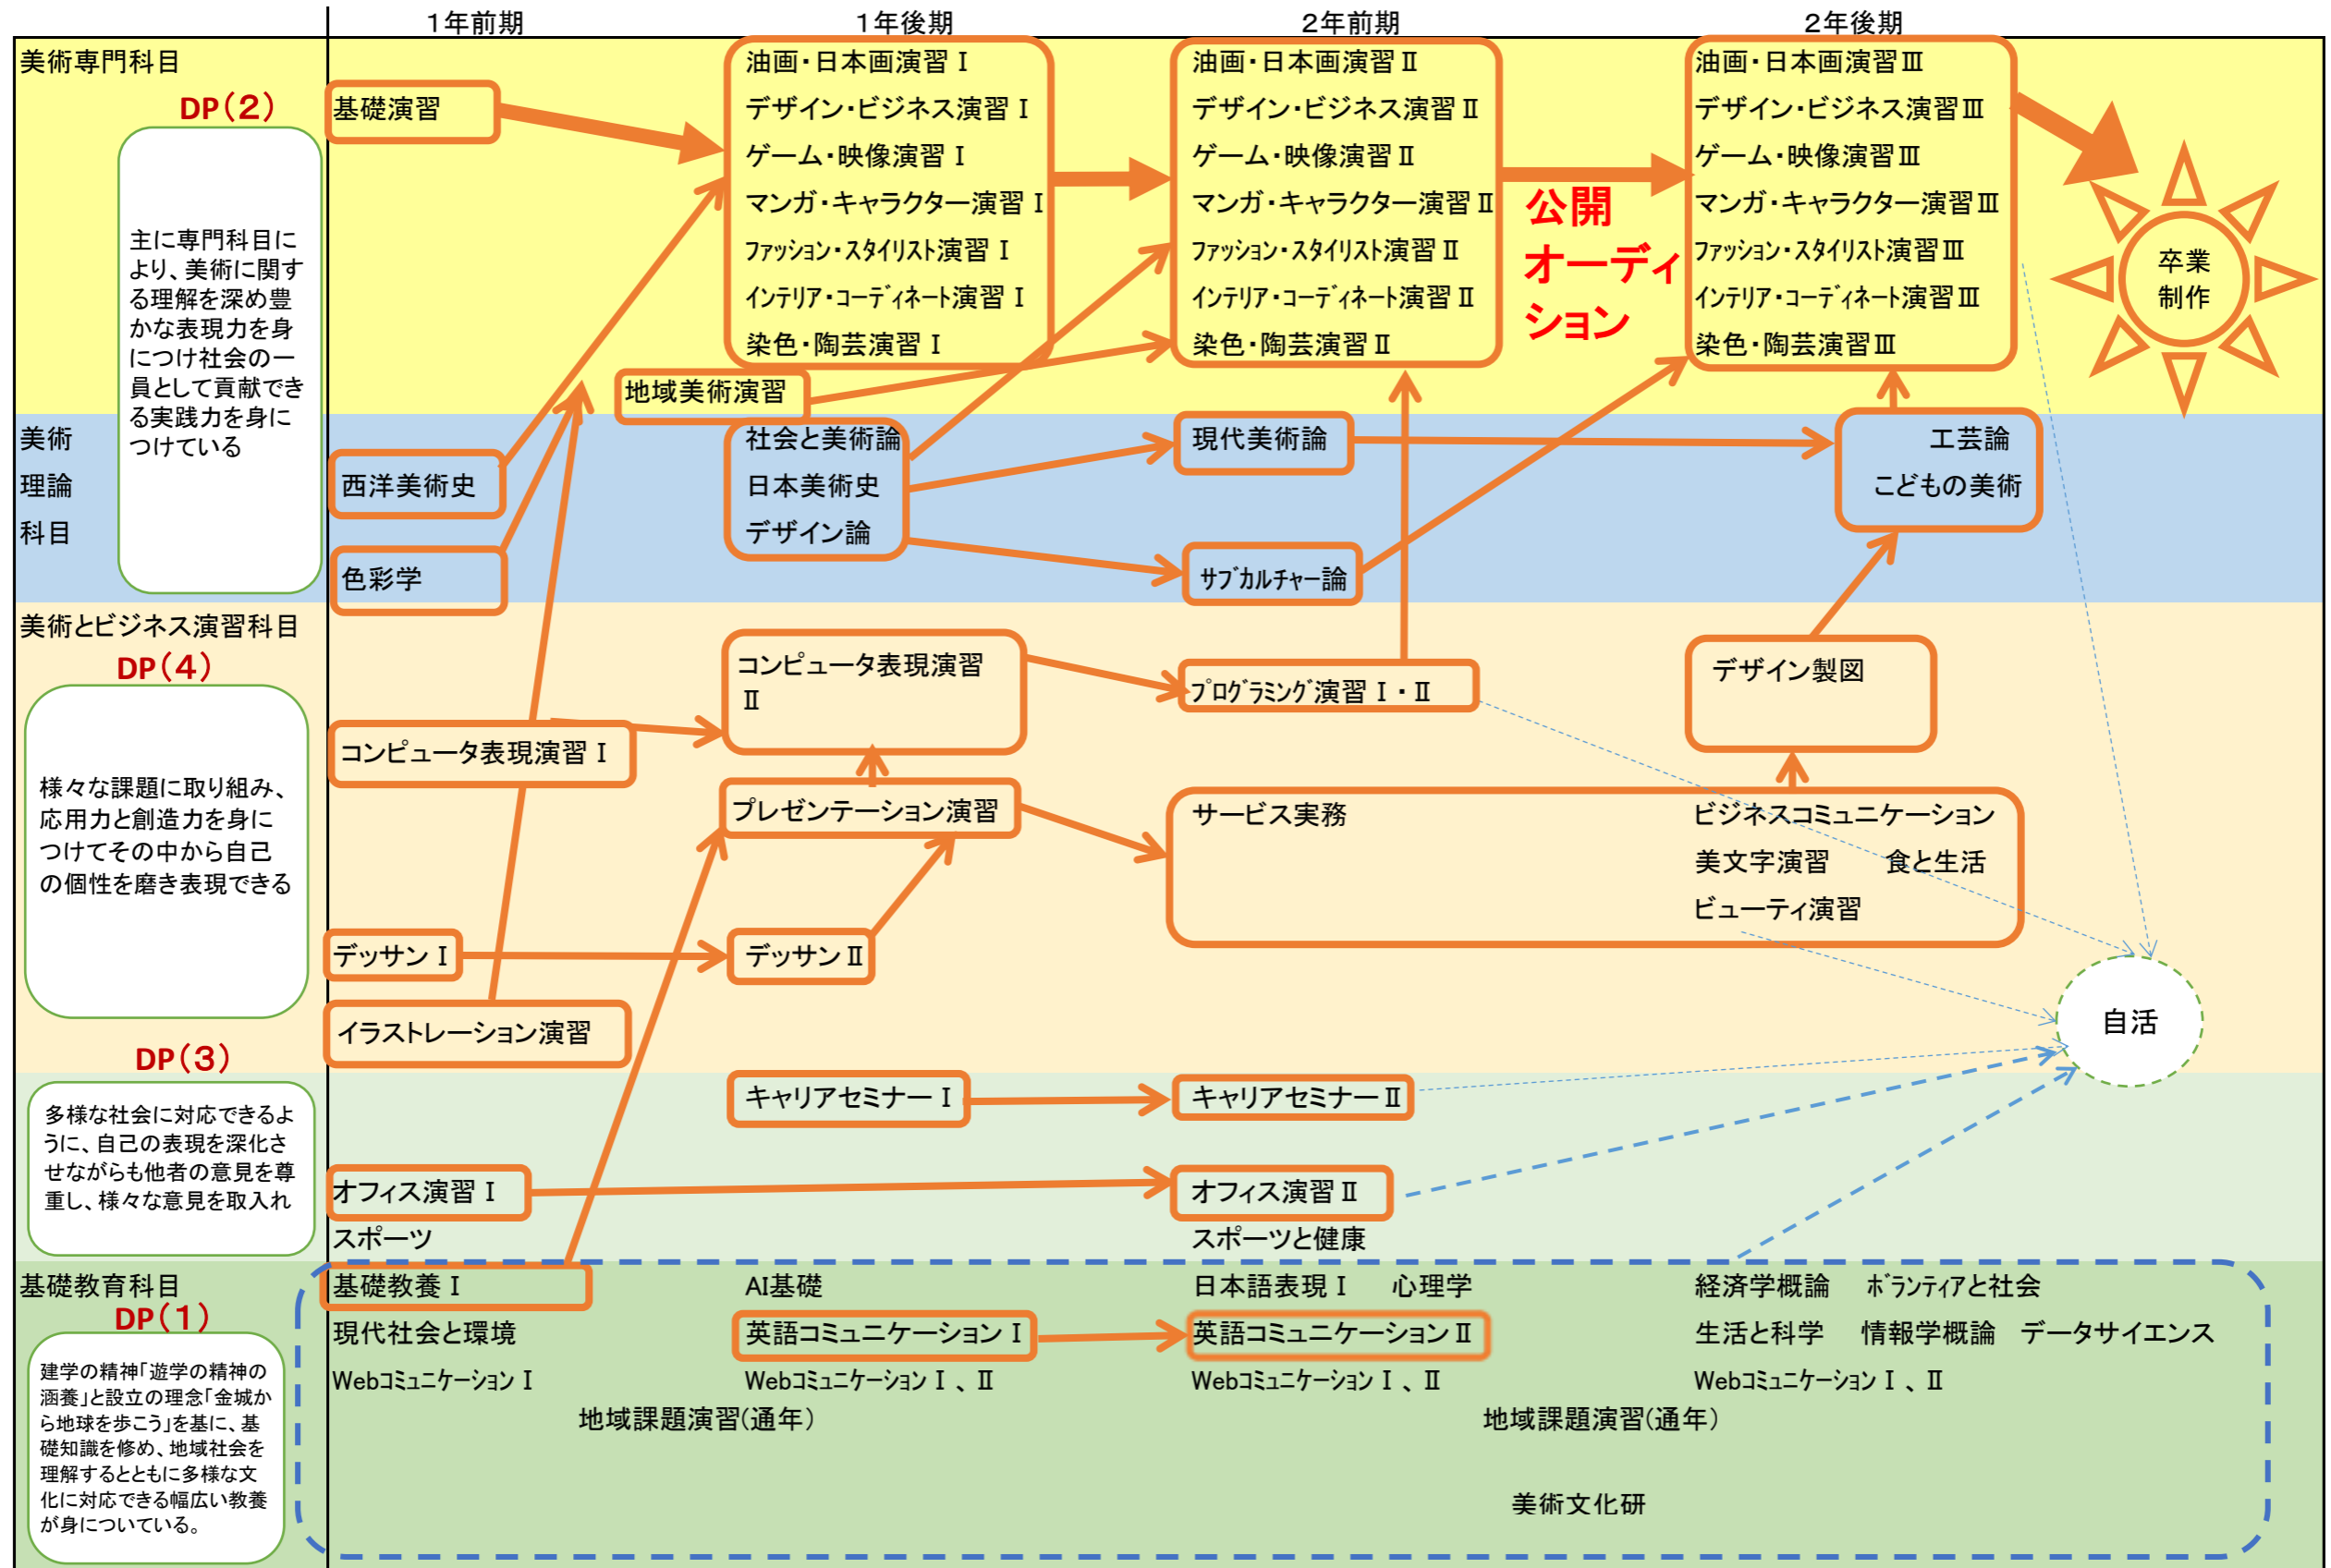 1年前期
1年後期
2年前期
2年後期
美術専門科目
DP(2)
主に専門科目に
より、美術に関す
る理解を深め豊
かな表現力を身
につけ社会の一
員として貢献でき
る実践力を身に
つけている
基礎演習
油画・日本画演習Ⅰ
デザイン・ビジネス演習Ⅰ
ゲーム・映像演習Ⅰ
マンガ・キャラクター演習Ⅰ
ファッション・スタイリスト演習Ⅰ
インテリア・コーディネート演習Ⅰ
染色・陶芸演習Ⅰ
地域美術演習
油画・日本画演習Ⅱ
デザイン・ビジネス演習Ⅱ
ゲーム・映像演習Ⅱ
マンガ・キャラクター演習Ⅱ
ファッション・スタイリスト演習Ⅱ
インテリア・コーディネート演習Ⅱ
染色・陶芸演習Ⅱ
公開
オーディ
ション
油画・日本画演習Ⅲ
デザイン・ビジネス演習Ⅲ
ゲーム・映像演習Ⅲ
マンガ・キャラクター演習Ⅲ
ファッション・スタイリスト演習Ⅲ
インテリア・コーディネート演習Ⅲ
染色・陶芸演習Ⅲ
卒業
制作
美術
理論
科目
西洋美術史
色彩学
社会と美術論
日本美術史
デザイン論
現代美術論
サブカルチャー論
工芸論
こどもの美術
美術とビジネス演習科目
DP(4)
様々な課題に取り組み、
応用力と創造力を身に
つけてその中から自己
の個性を磨き表現できる
コンピュータ表現演習Ⅰ
デッサンⅠ
イラストレーション演習
コンピュータ表現演習
Ⅱ
プレゼンテーション演習
デッサンⅡ
プログラミング演習Ⅰ・Ⅱ
デザイン製図
サービス実務
ビジネスコミュニケーション
美文字演習 食と生活
ビューティ演習
自活
DP(3)
多様な社会に対応できるよ
うに、自己の表現を深化さ
せながらも他者の意見を尊
重し、様々な意見を取入れ
キャリアセミナーⅠ
キャリアセミナーⅡ
オフィス演習Ⅰ
オフィス演習Ⅱ
スポーツ
スポーツと健康
基礎教育科目
DP(1)
建学の精神「遊学の精神の
涵養」と設立の理念「金城か
ら地球を歩こう」を基に、基
礎知識を修め、地域社会を
理解するとともに多様な文
化に対応できる幅広い教養
が身についている。
基礎教養Ⅰ
AI基礎
日本語表現Ⅰ 心理学
経済学概論 ボランティアと社会
現代社会と環境
英語コミュニケーションⅠ
英語コミュニケーションⅡ
生活と科学 情報学概論 データサイエンス
WebコミュニケーションⅠ
WebコミュニケーションⅠ、Ⅱ
WebコミュニケーションⅠ、Ⅱ
WebコミュニケーションⅠ、Ⅱ
地域課題演習(通年)
地域課題演習(通年)
美術文化研